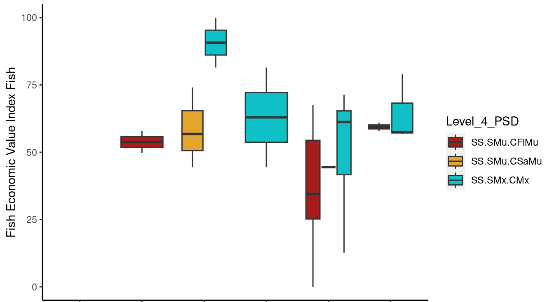 Fish Economic Value Index Fish
100
75
50
25
0
Level_4_PSD
SS.SMu.CFiMu
SS.SMu.CSaMu
SS.SMx.CMx